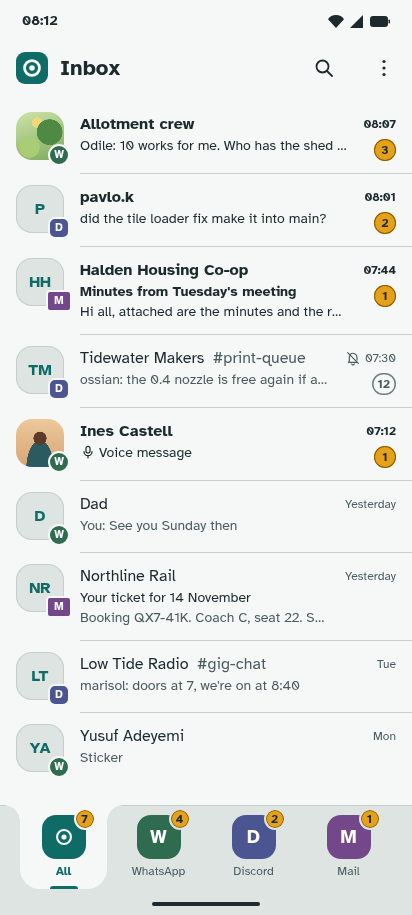 08:12
Inbox
Allotment crew 08:07
Odile: 10 works for me. Who has the shed ... 3
W
pavlo.k 08:01
P did the tile loader fix make it into main? 2
D
Halden Housing Co-op 07:44
HH Minutes from Tuesday's meeting 1
M Hi all, attached are the minutes and the r...
Tidewater Makers #print-queue 07:30
TM ossian: the 0.4 nozzle is free again if a... 12
D
Ines Castell 07:12
Voice message 1
W
Dad Yesterday
D You: See you Sunday then
W
Northline Rail Yesterday
NR Your ticket for 14 November
M Booking QX7-41K. Coach C, seat 22. S...
Low Tide Radio #gig-chat Tue
LT marisol: doors at 7, we're on at 8:40
D
Yusuf Adeyemi Mon
YA Sticker
W
7 4 2 1
W D M
All WhatsApp Discord Mail